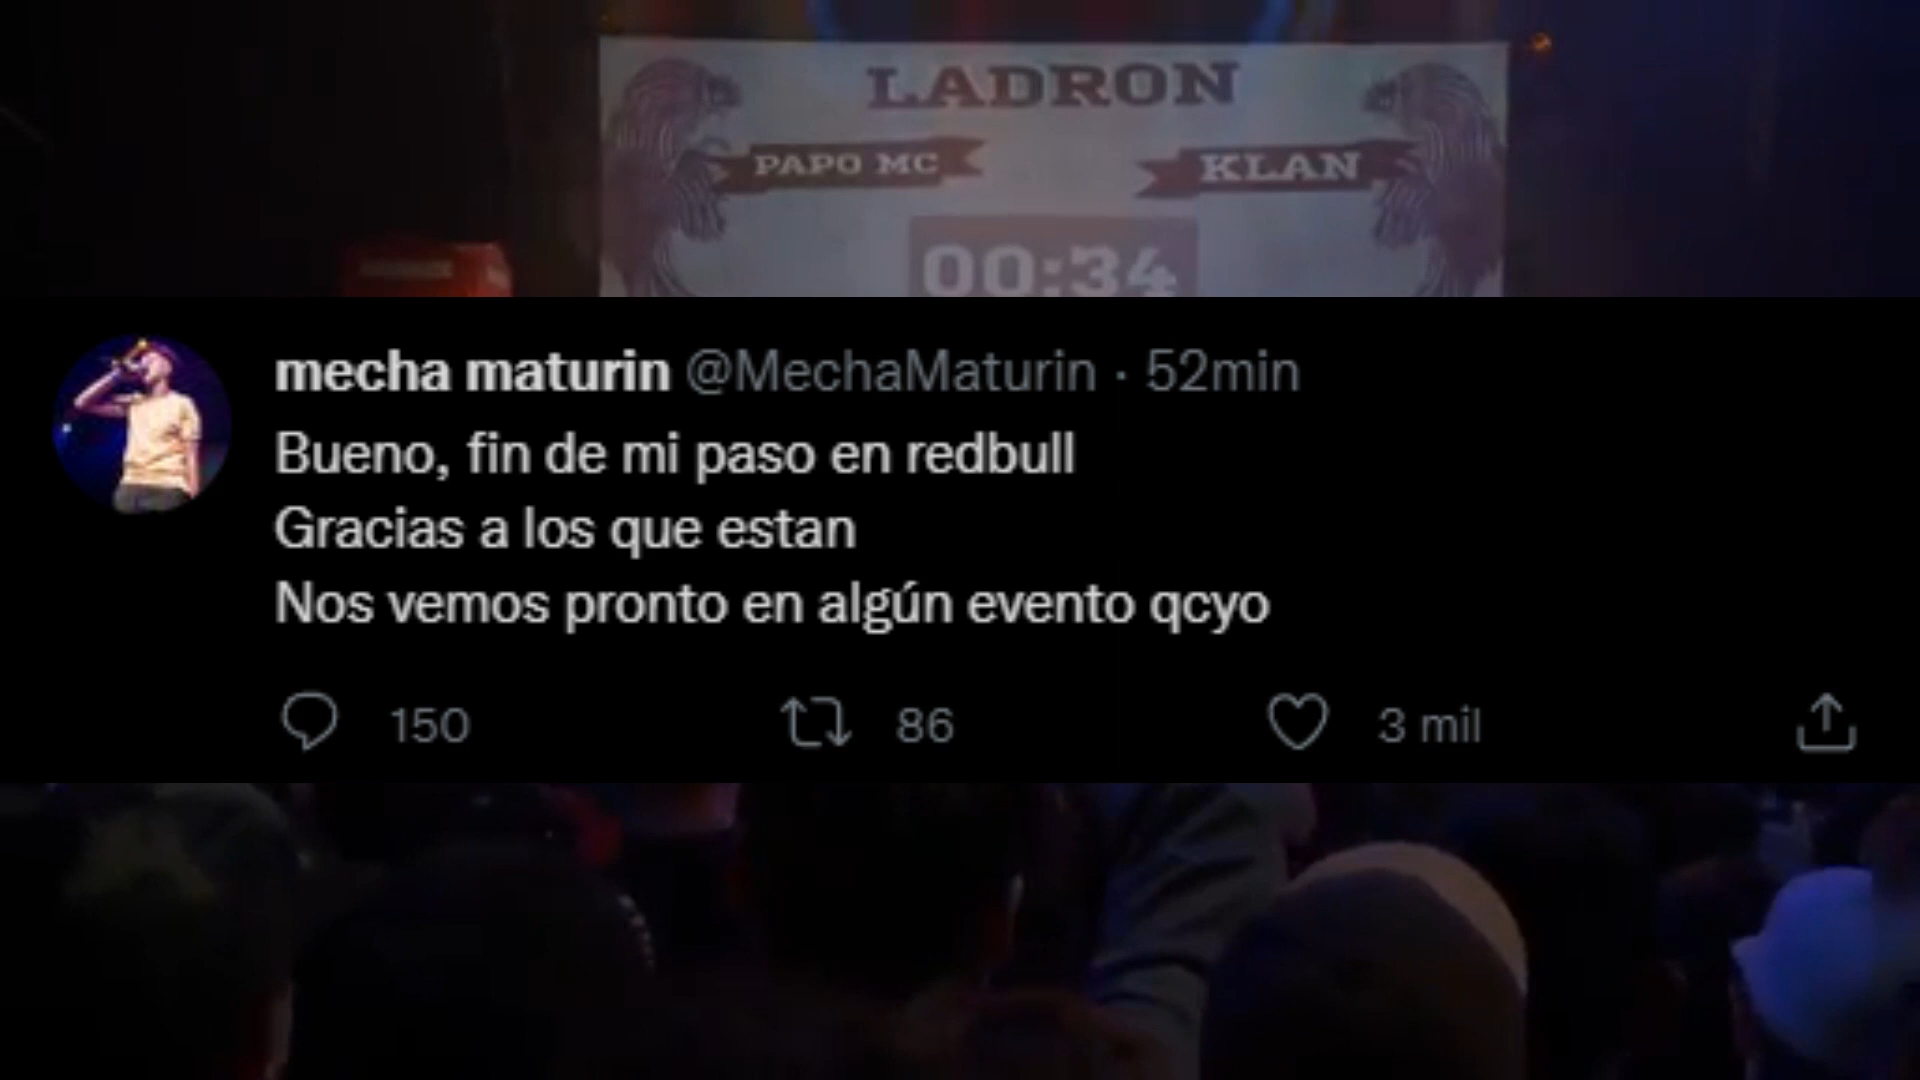 LADRON
PAPO MC
KLAN
00:34
mecha maturin @MechaMaturin · 52min
Bueno, fin de mi paso en redbull
Gracias a los que estan
Nos vemos pronto en algún evento qcyo
150
86
3 mil